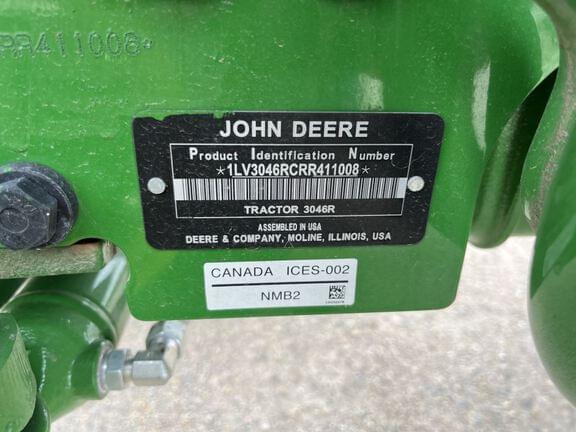 RR411008*
JOHN DEERE
Product Identification Number
*1LV3046RCRR411008*
TRACTOR 3046R
ASSEMBLED IN USA
DEERE & COMPANY, MOLINE, ILLINOIS, USA
CANADA ICES-002
NMB2